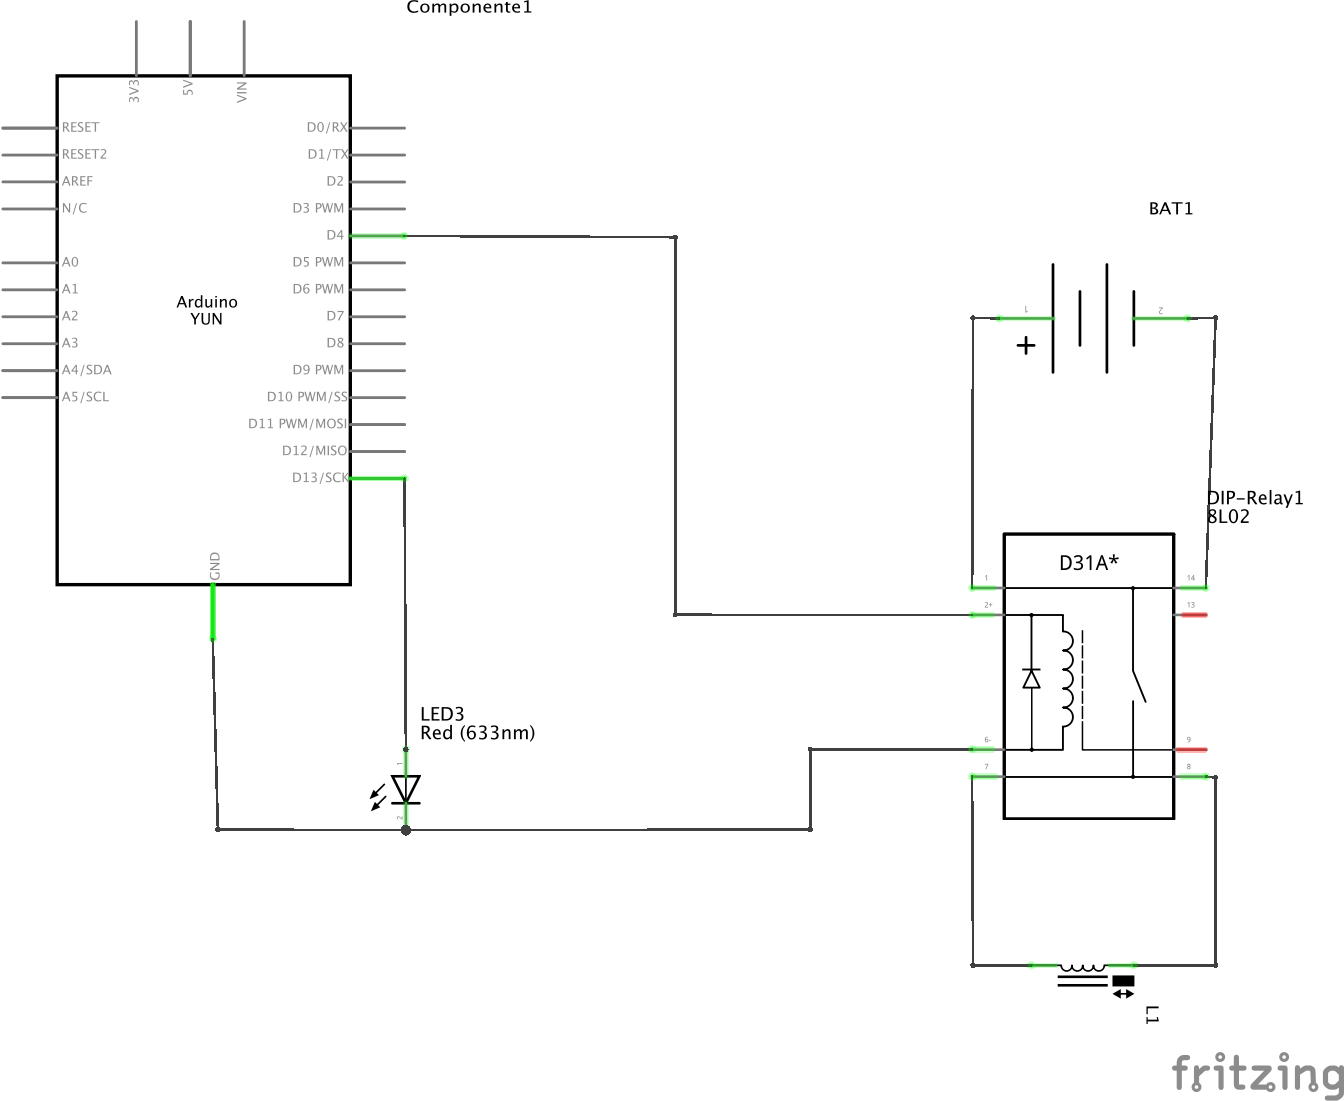 Componente1
3V3
5V
VIN
RESET
RESET2
AREF
N/C
A0
A1
A2
A3
A4/SDA
A5/SCL
Arduino
YUN
D0/RX
D1/TX
D2
D3 PWM
D4
D5 PWM
D6 PWM
D7
D8
D9 PWM
D10 PWM/SS
D11 PWM/MOSI
D12/MISO
D13/SCK
GND
BAT1
1
2
+
DIP-Relay1
8L02
D31A*
1
2+
6-
7
14
13
9
8
LED3
Red (633nm)
1
2
L1
fritzing